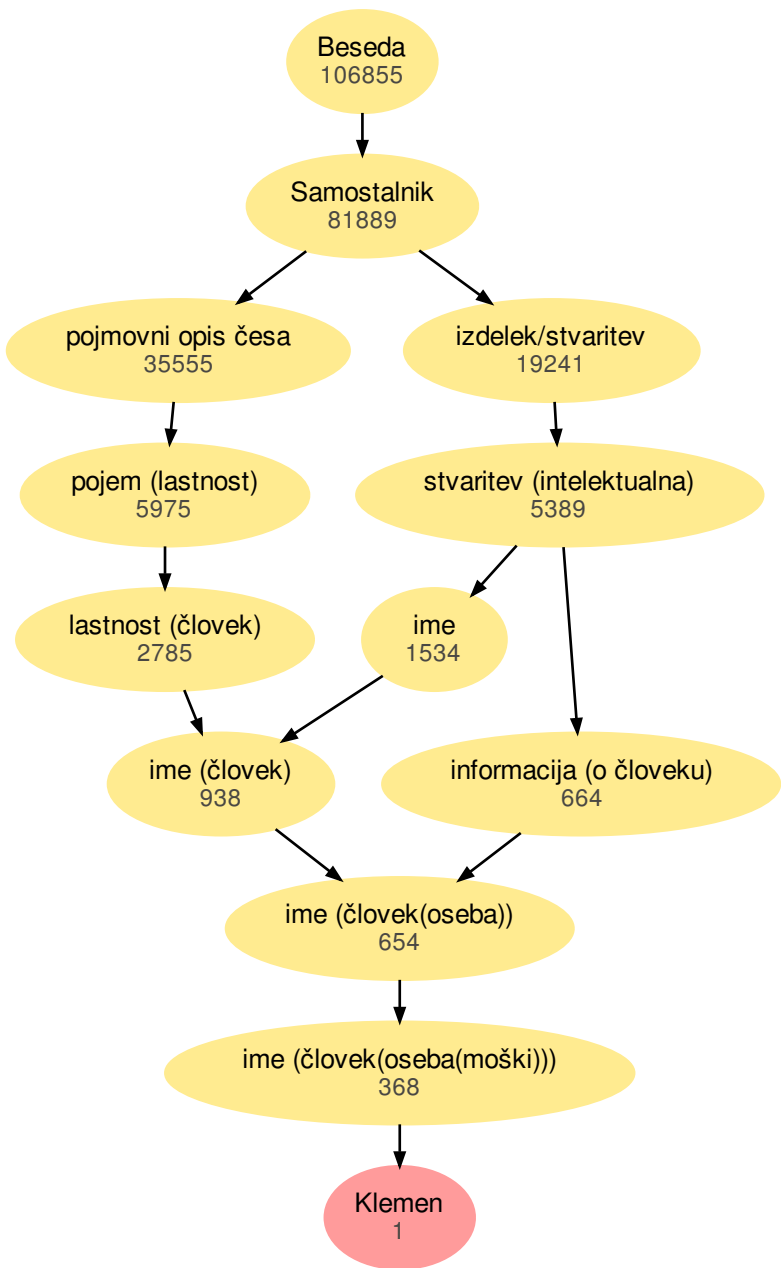 Beseda
106855
Samostalnik
81889
pojmovni opis česa
35555
izdelek/stvaritev
19241
pojem (lastnost)
5975
stvaritev (intelektualna)
5389
lastnost (človek)
2785
ime
1534
ime (človek)
938
informacija (o človeku)
664
ime (človek(oseba))
654
ime (človek(oseba(moški)))
368
Klemen
1